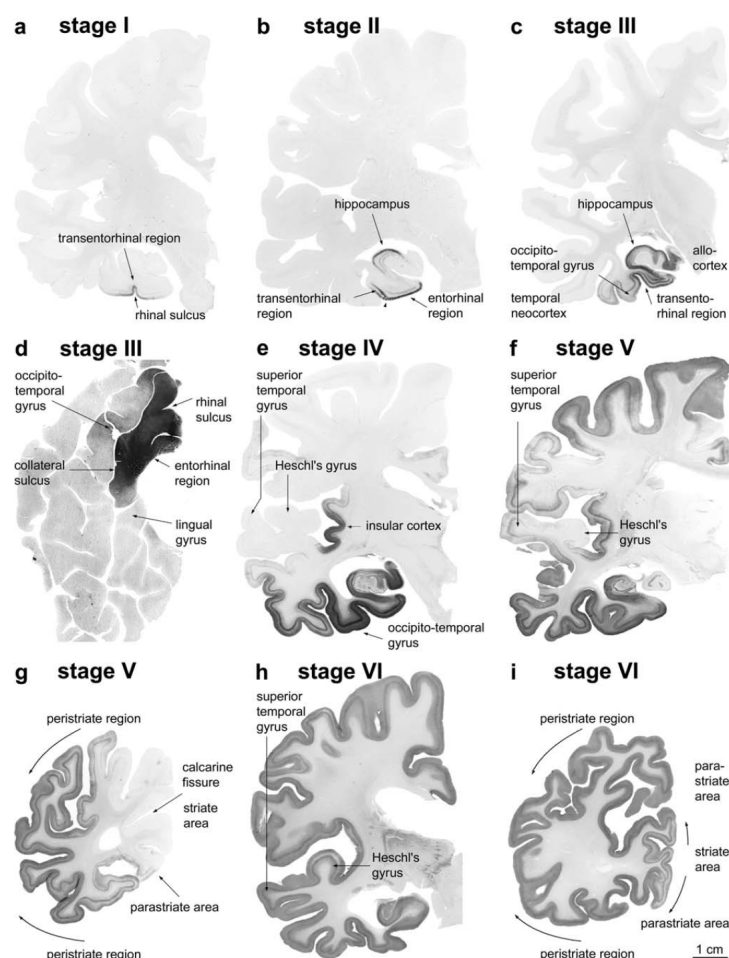 a stage I
transentorhinal region
rhinal sulcus
b stage II
hippocampus
transentorhinal
region
entorhinal
region
c stage III
hippocampus
occipito-
temporal gyrus
allo-
cortex
temporal
neocortex
transento-
rhinal region
d stage III
occipito-
temporal
gyrus
rhinal
sulcus
collateral
sulcus
entorhinal
region
lingual
gyrus
e stage IV
superior
temporal
gyrus
Heschl's gyrus
insular cortex
occipito-temporal
gyrus
f stage V
superior
temporal
gyrus
Heschl's
gyrus
g stage V
peristriate region
calcarine
fissure
striate
area
parastriate area
peristriate region
h stage VI
superior
temporal
gyrus
Heschl's
gyrus
i stage VI
peristriate region
para-
striate
area
striate
area
parastriate area
peristriate region
1 cm